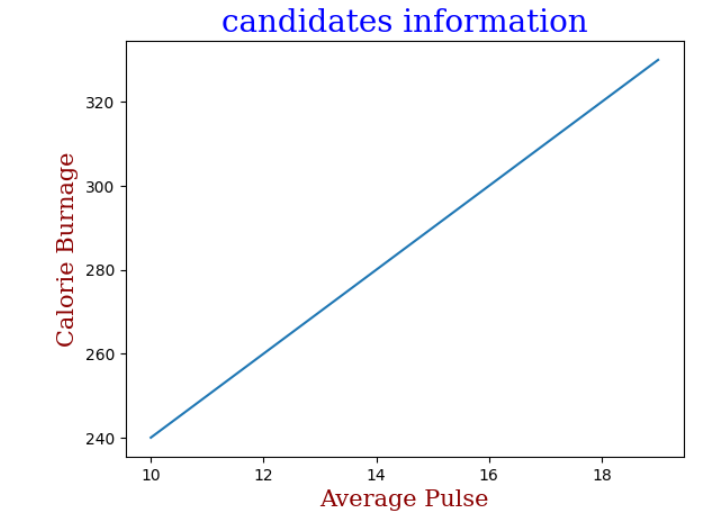 candidates information
Calorie Burnage
320
300
280
260
240
10 12 14 16 18
Average Pulse